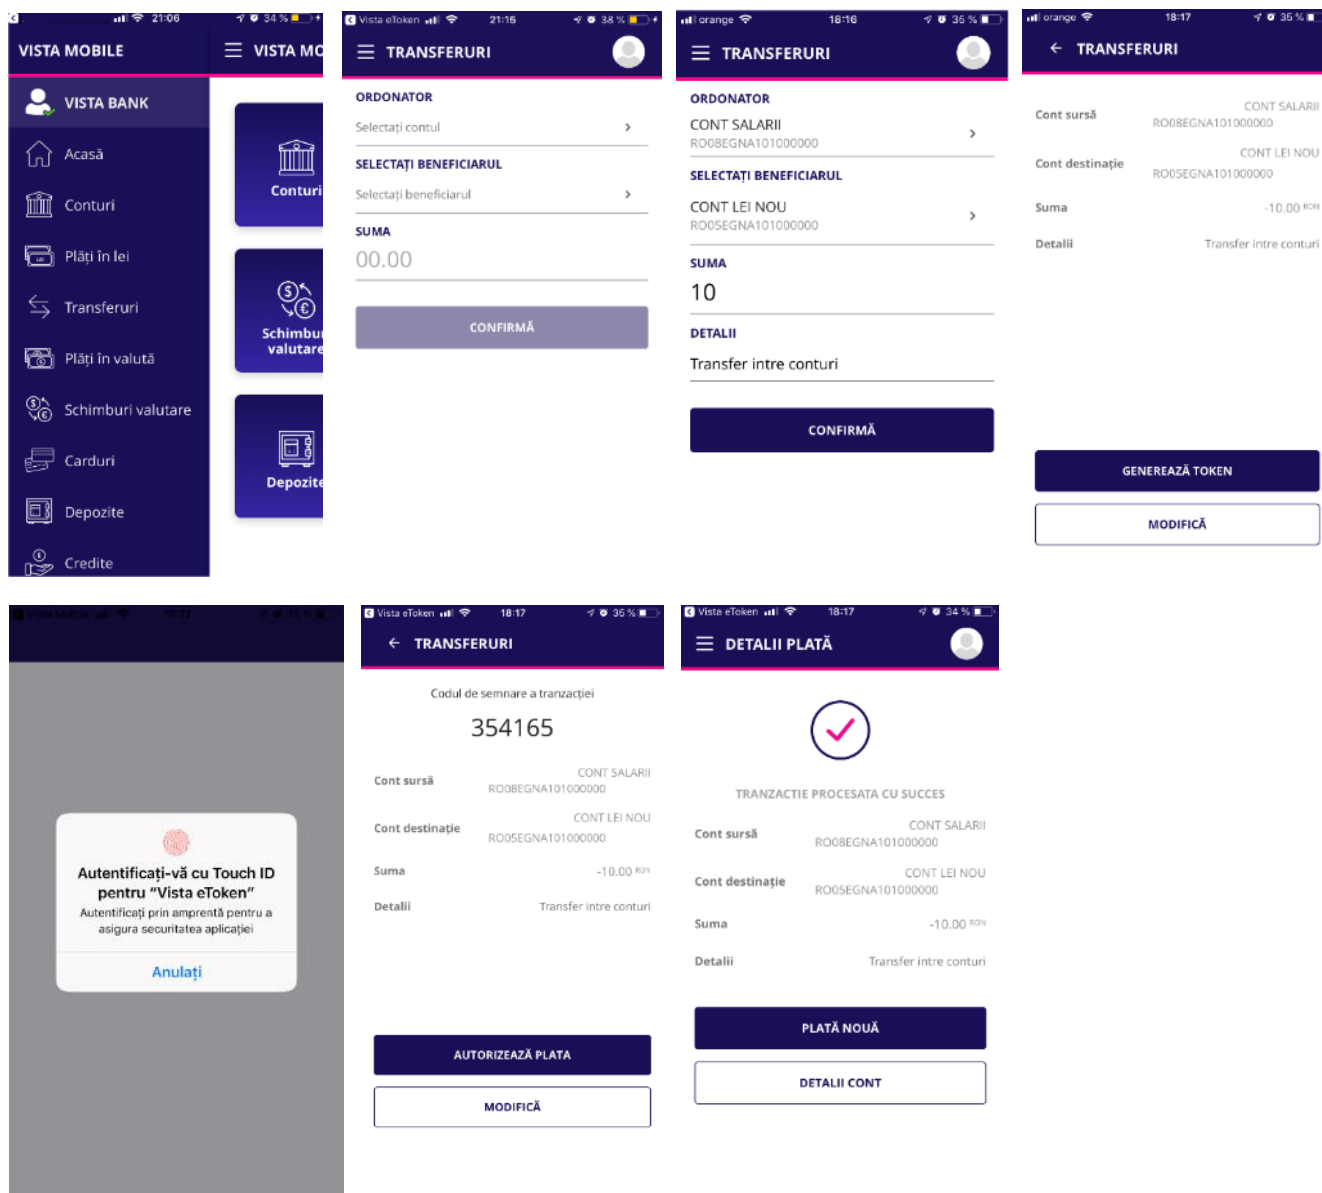 21:06
34 %
VISTA MOBILE
VISTA MO
VISTA BANK
Acasă
Conturi
Plăți în lei
Transferuri
Plăți în valută
Schimburi valutare
Carduri
Depozite
Credite
Conturi
Schimbur
valutare
Depozite
Vista eToken
21:15
38 %
TRANSFERURI
ORDONATOR
Selectați contul
SELECTAȚI BENEFICIARUL
Selectați beneficiarul
SUMA
00.00
CONFIRMĂ
orange
18:16
35 %
TRANSFERURI
ORDONATOR
CONT SALARII
RO08EGNA101000000
SELECTAȚI BENEFICIARUL
CONT LEI NOU
RO05EGNA101000000
SUMA
10
DETALII
Transfer intre conturi
CONFIRMĂ
orange
18:17
35 %
TRANSFERURI
Cont sursă
CONT SALARII
RO08EGNA101000000
Cont destinație
CONT LEI NOU
RO05EGNA101000000
Suma
-10.00 RON
Detalii
Transfer intre conturi
GENEREAZĂ TOKEN
MODIFICĂ
18:17
Autentificați-vă cu Touch ID
pentru "Vista eToken"
Autentificați prin amprentă pentru a
asigura securitatea aplicației
Anulați
Vista eToken
18:17
35 %
TRANSFERURI
Codul de semnare a tranzacției
354165
Cont sursă
CONT SALARII
RO08EGNA101000000
Cont destinație
CONT LEI NOU
RO05EGNA101000000
Suma
-10.00 RON
Detalii
Transfer intre conturi
AUTORIZEAZĂ PLATA
MODIFICĂ
Vista eToken
18:17
34 %
DETALII PLATĂ
TRANZACTIE PROCESATA CU SUCCES
Cont sursă
CONT SALARII
RO08EGNA101000000
Cont destinație
CONT LEI NOU
RO05EGNA101000000
Suma
-10.00 RON
Detalii
Transfer intre conturi
PLATĂ NOUĂ
DETALII CONT